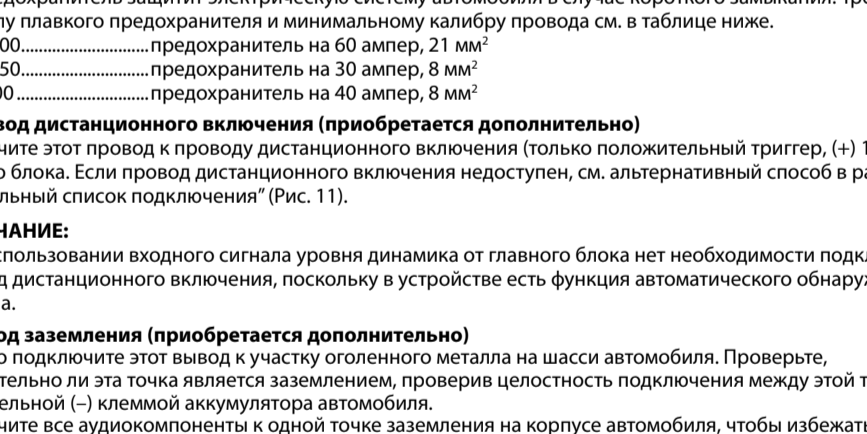 предохранитель защитит электрическую систему автомобиля в случае короткого замыкания.
пу плавкого предохранителя и минимальному калибру провода см. в таблице ниже.
00.............................предохранитель на 60 ампер, 21 мм²
50.............................предохранитель на 30 ампер, 8 мм²
00.............................предохранитель на 40 ампер, 8 мм²
вод дистанционного включения (приобретается дополнительно)
чите этот провод к проводу дистанционного включения (только положительный триггер, (+) 1
о блока. Если провод дистанционного включения недоступен, см. альтернативный способ в ра
льный список подключения” (Рис. 11).
ЧАНИЕ:
спользовании входного сигнала уровня динамика от главного блока нет необходимости подкл
д дистанционного включения, поскольку в устройстве есть функция автоматического обнару
а.
од заземления (приобретается дополнительно)
о подключите этот вывод к участку оголенного металла на шасси автомобиля. Проверьте,
тельно ли эта точка является заземлением, проверив целостность подключения между этой т
ельной (–) клеммой аккумулятора автомобиля.
чите все аудиокомпоненты к одной точке заземления на корпусе автомобиля, чтобы избежать